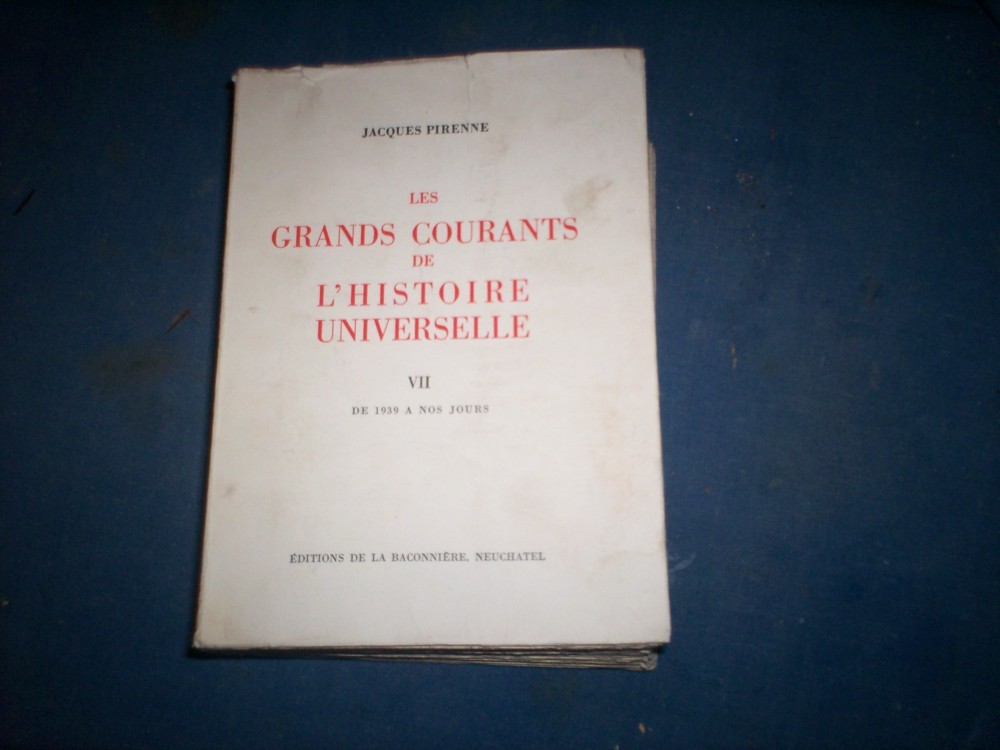 JACQUES PIRENNE
LES
GRANDS COURANTS
DE
L'HISTOIRE
UNIVERSELLE
VII
DE 1939 A NOS JOURS
ÉDITIONS DE LA BACONNIÈRE, NEUCHATEL